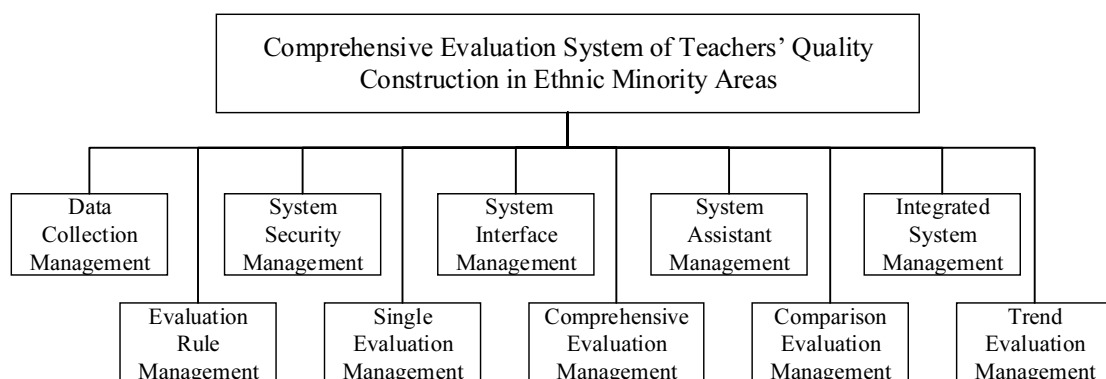 Comprehensive Evaluation System of Teachers’ Quality
Construction in Ethnic Minority Areas
Data
Collection
Management
System
Security
Management
System
Interface
Management
System
Assistant
Management
Integrated
System
Management
Evaluation
Rule
Management
Single
Evaluation
Management
Comprehensive
Evaluation
Management
Comparison
Evaluation
Management
Trend
Evaluation
Management